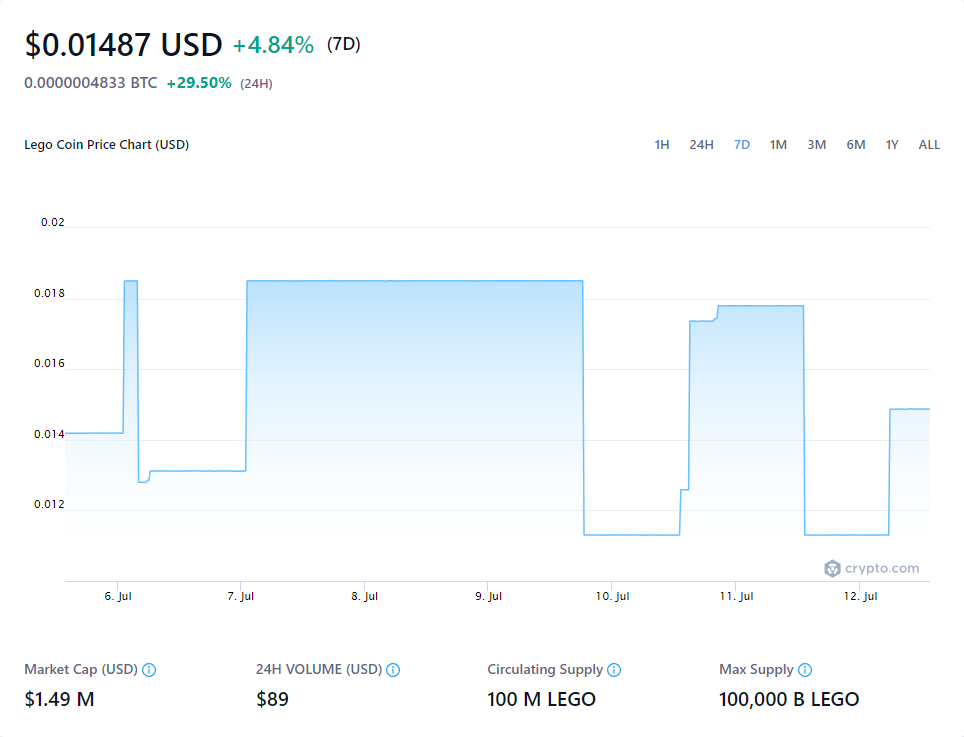 $0.01487 USD +4.84% (7D)
0.0000004833 BTC +29.50% (24H)
Lego Coin Price Chart (USD) 1H 24H 7D 1M 3M 6M 1Y ALL
0.02
0.018
0.016
0.014
0.012
crypto.com
6. Jul 7. Jul 8. Jul 9. Jul 10. Jul 11. Jul 12. Jul
Market Cap (USD) 24H VOLUME (USD) Circulating Supply Max Supply
$1.49 M $89 100 M LEGO 100,000 B LEGO